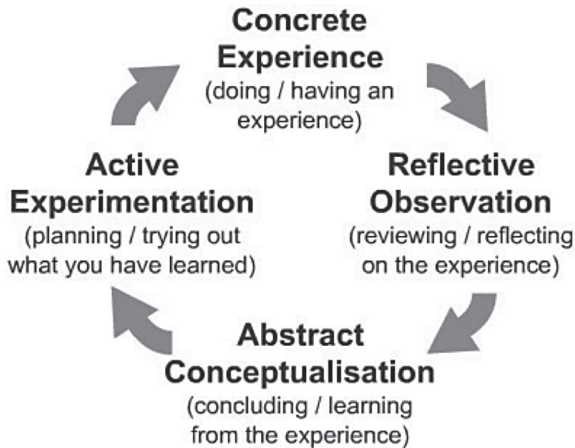 Concrete
Experience
(doing / having an
experience)
Reflective
Observation
(reviewing / reflecting
on the experience)
Abstract
Conceptualisation
(concluding / learning
from the experience)
Active
Experimentation
(planning / trying out
what you have learned)